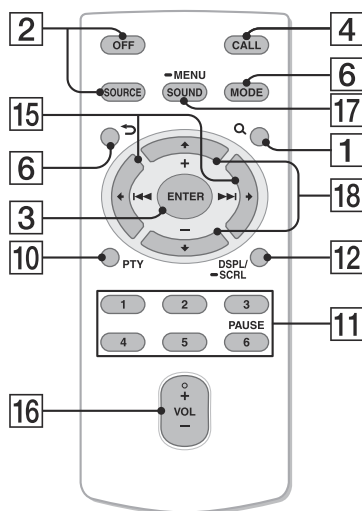 2
4
OFF
CALL
MENU
6
SOURCE
SOUND
MODE
15
17
6
1
+
ENTER
18
3
−
10
PTY
DSPL/
SCRL
12
1 2 3
PAUSE
11
4 5 6
16
+
VOL
−